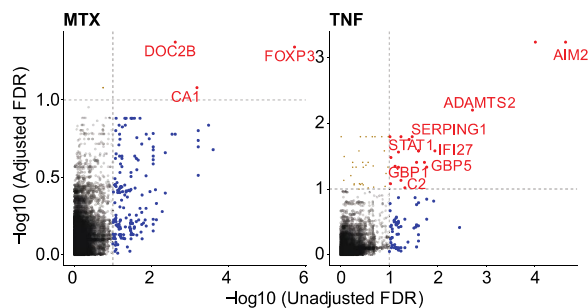 MTX
TNF
−log10 (Adjusted FDR)
1.0
0.5
0.0
DOC2B
FOXP3
CA1
0
2
4
6
3
2
1
0
AIM2
ADAMTS2
SERPING1
STAT1
IFI27
GBP1
GBP5
C2
0
1
2
3
4
−log10 (Unadjusted FDR)